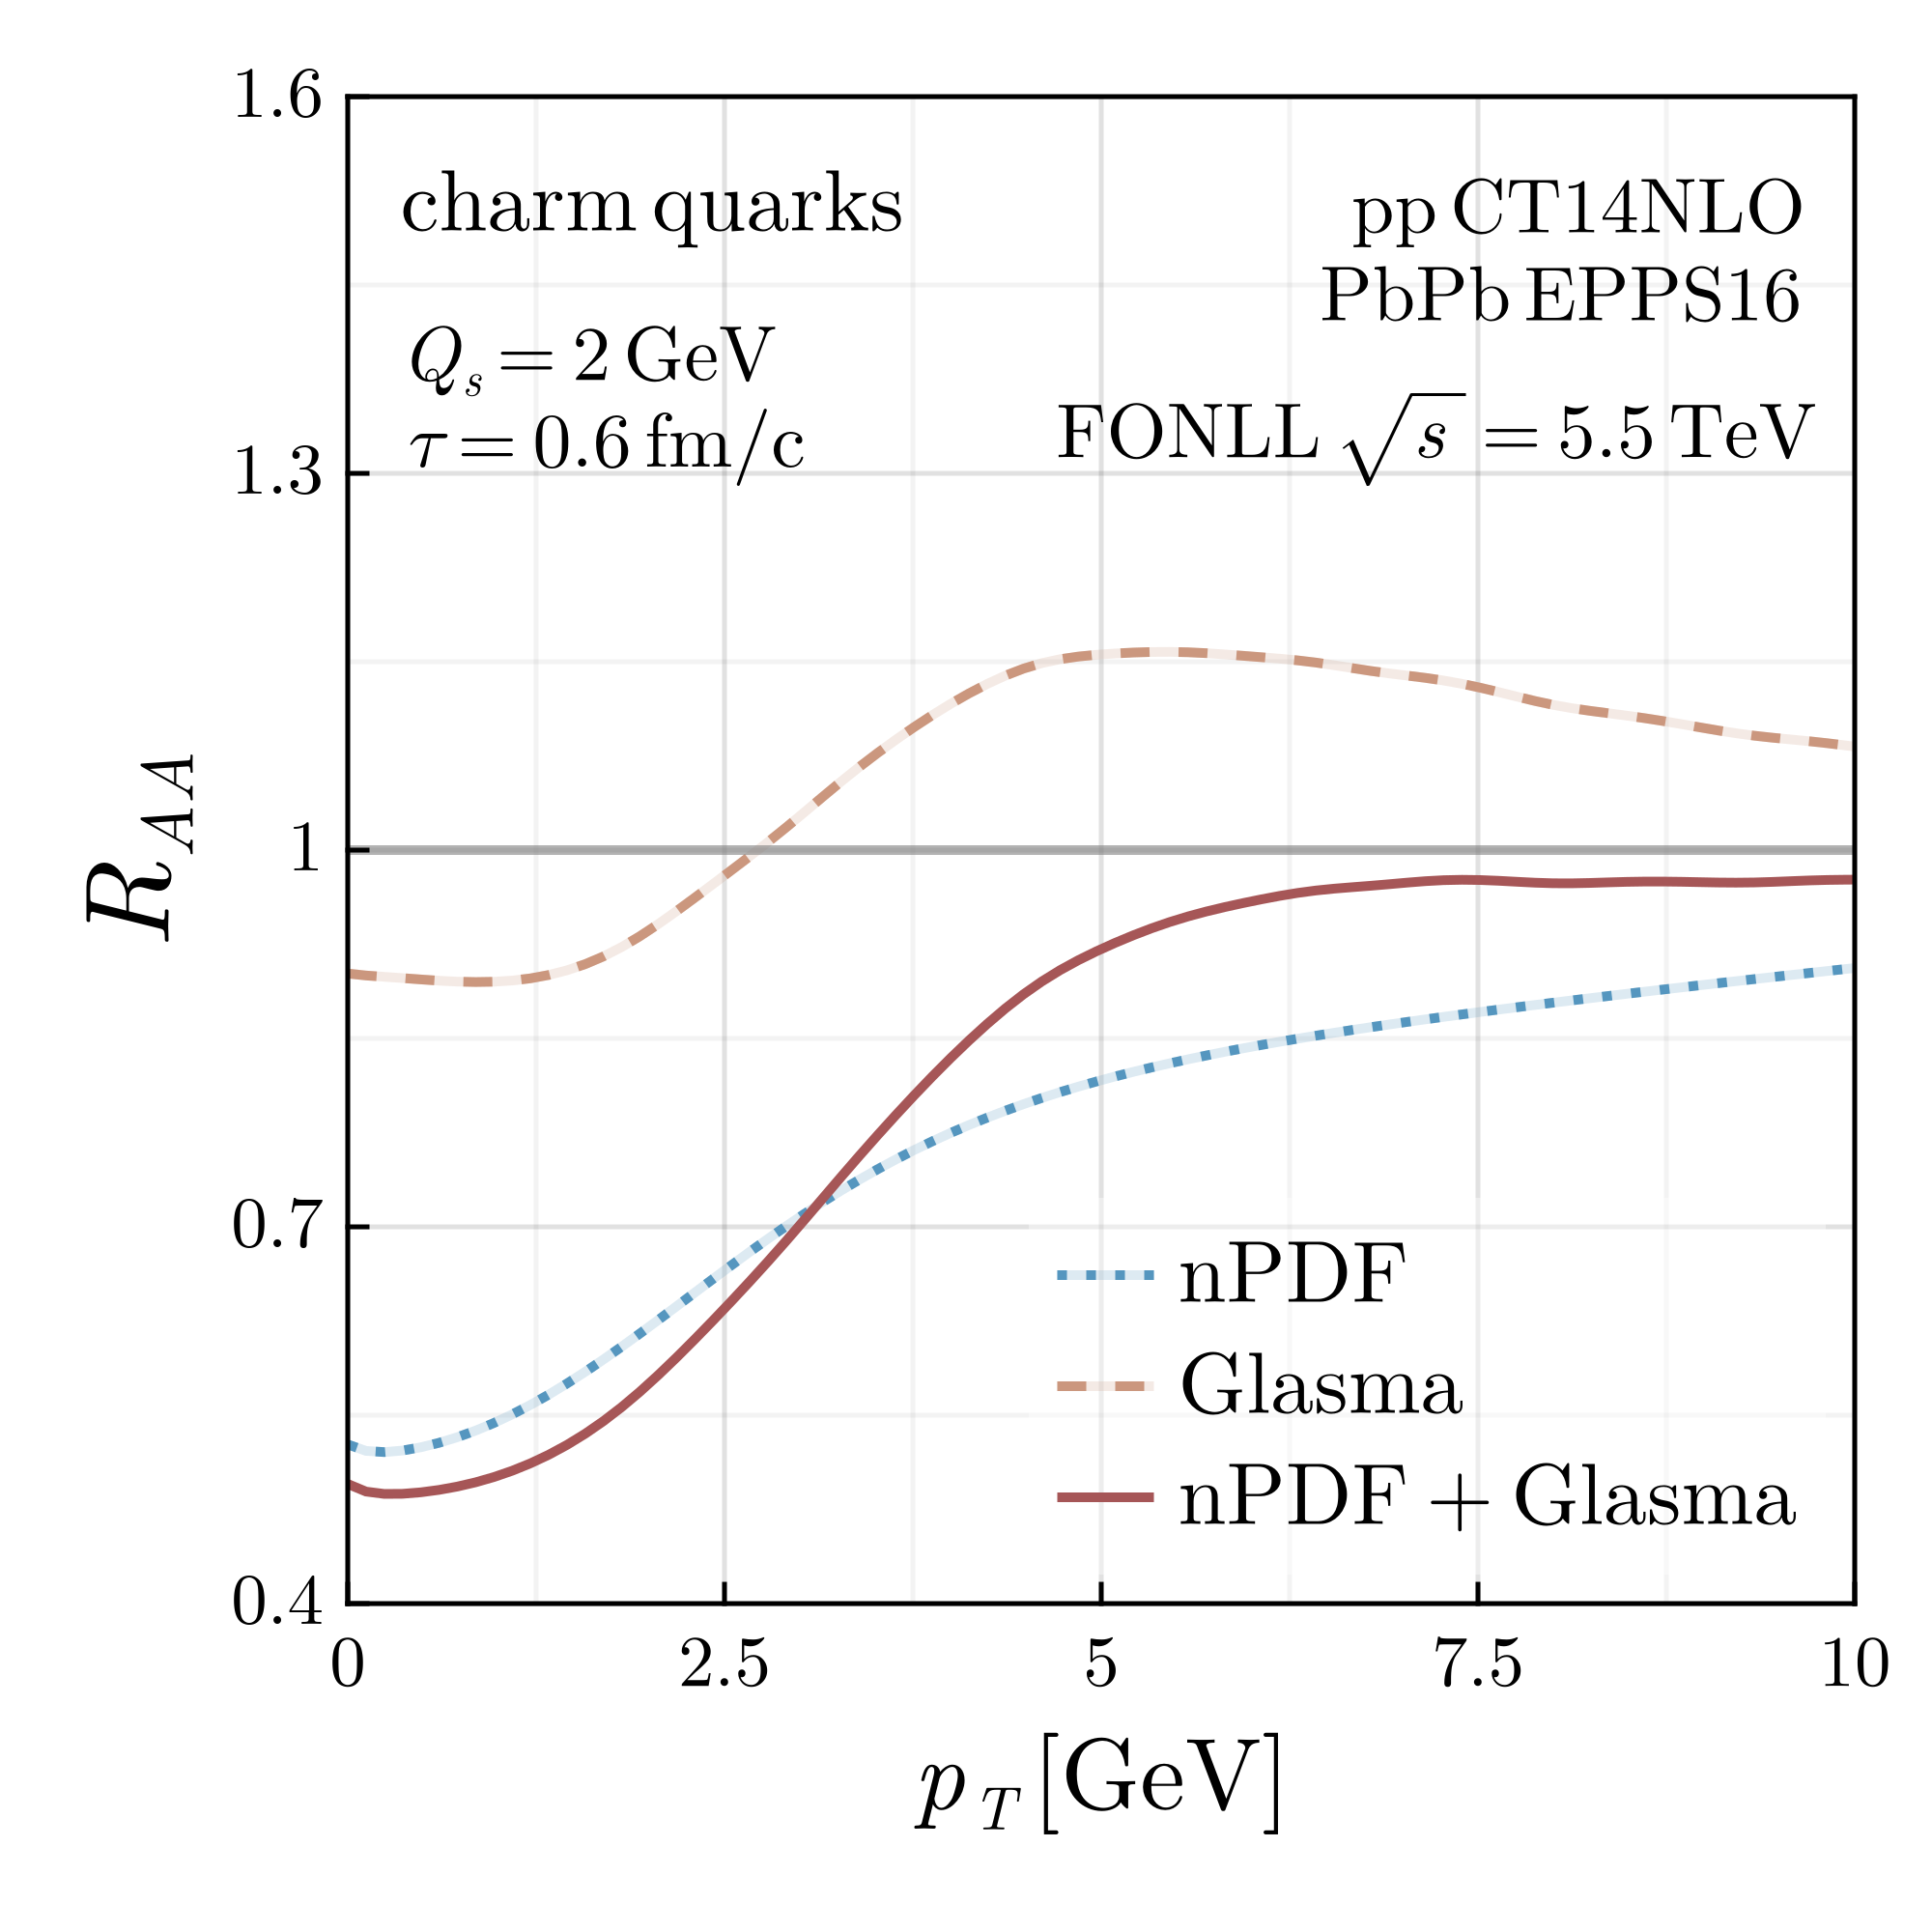 charm quarks
pp CT14NLO
PbPb EPPS16
Q_s = 2 GeV
τ = 0.6 fm/c
FONLL √s = 5.5 TeV
1.6
1.3
1
0.7
0.4
R_AA
nPDF
Glasma
nPDF + Glasma
0 2.5 5 7.5 10
p_T [GeV]